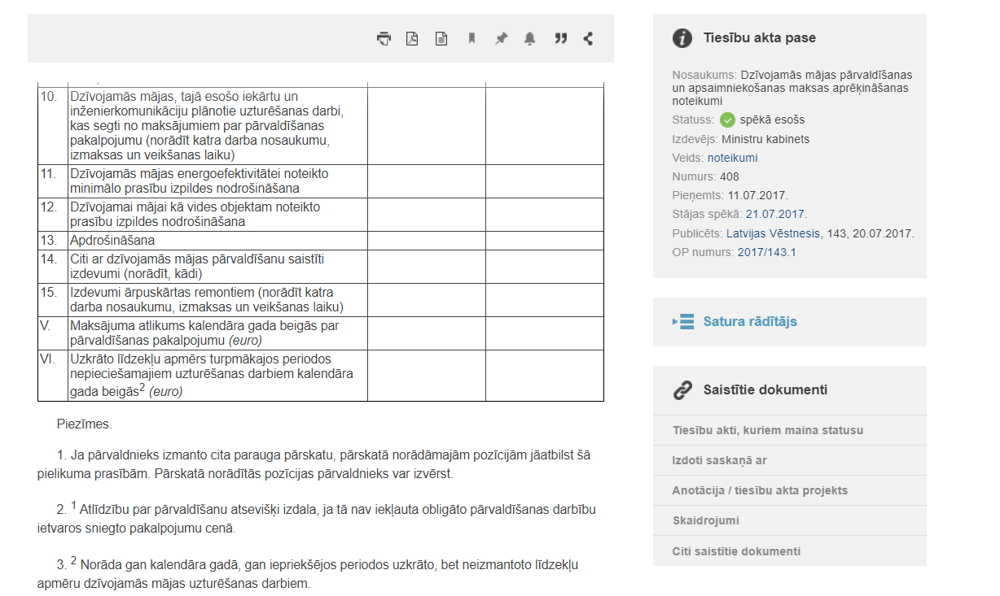 10. Dzīvojamās mājas, tajā esošo iekārtu un
inženierkomunikāciju plānotie uzturēšanas darbi,
kas segti no maksājumiem par pārvaldīšanas
pakalpojumu (norādīt katra darba nosaukumu,
izmaksas un veikšanas laiku)
11. Dzīvojamās mājas energoefektivitātei noteikto
minimālo prasību izpildes nodrošināšana
12. Dzīvojamai mājai kā vides objektam noteikto
prasību izpildes nodrošināšana
13. Apdrošināšana
14. Citi ar dzīvojamās mājas pārvaldīšanu saistīti
izdevumi (norādīt, kādi)
15. Izdevumi ārpuskārtas remontiem (norādīt katra
darba nosaukumu, izmaksas un veikšanas laiku)
V. Maksājuma atlikums kalendāra gada beigās par
pārvaldīšanas pakalpojumu (euro)
VI. Uzkrāto līdzekļu apmērs turpmākajos periodos
nepieciešamajiem uzturēšanas darbiem kalendāra
gada beigās² (euro)
Piezīmes.
1. Ja pārvaldnieks izmanto cita parauga pārskatu, pārskatā norādāmajām pozīcijām jāatbilst šā
pielikuma prasībām. Pārskatā norādītās pozīcijas pārvaldnieks var izvērst.
2. ¹ Atlīdzību par pārvaldīšanu atsevišķi izdala, ja tā nav iekļauta obligāto pārvaldīšanas darbību
ietvaros sniegto pakalpojumu cenā.
3. ² Norāda gan kalendāra gadā, gan iepriekšējos periodos uzkrāto, bet neizmantoto līdzekļu
apmēru dzīvojamās mājas uzturēšanas darbiem.
Tiesību akta pase
Nosaukums: Dzīvojamās mājas pārvaldīšanas
un apsaimniekošanas maksas aprēķināšanas
noteikumi
Statuss: spēkā esošs
Izdevējs: Ministru kabinets
Veids: noteikumi
Numurs: 408
Pieņemts: 11.07.2017.
Stājas spēkā: 21.07.2017.
Publicēts: Latvijas Vēstnesis, 143, 20.07.2017.
OP numurs: 2017/143.1
Satura rādītājs
Saistītie dokumenti
Tiesību akti, kuriem maina statusu
Izdoti saskaņā ar
Anotācija / tiesību akta projekts
Skaidrojumi
Citi saistītie dokumenti